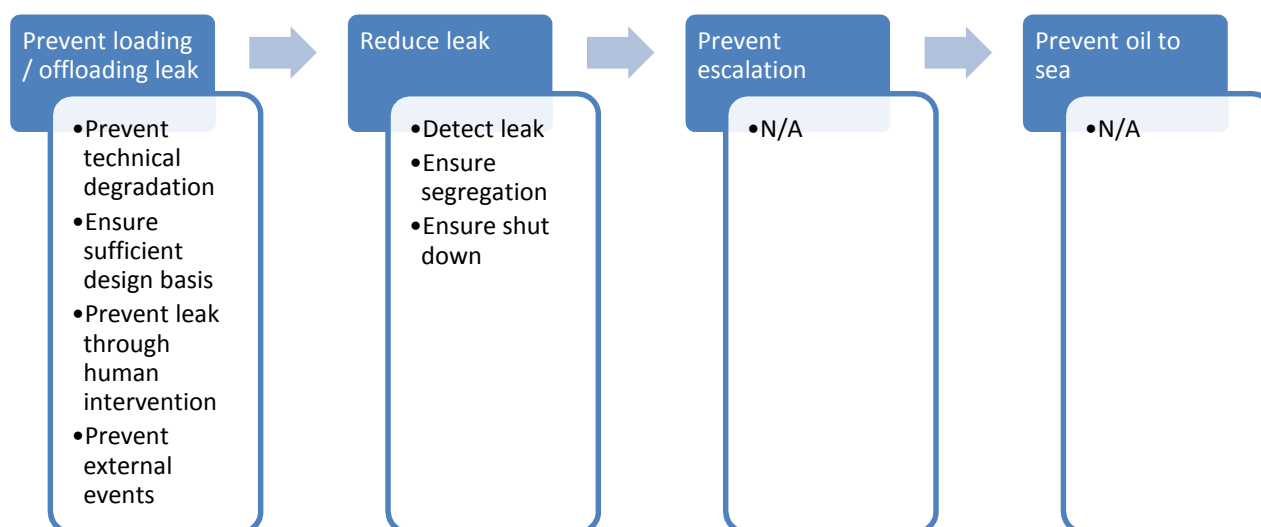 Prevent loading
/ offloading leak
•Prevent
technical
degradation
•Ensure
sufficient
design basis
•Prevent leak
through
human
intervention
•Prevent
external
events
Reduce leak
•Detect leak
•Ensure
segregation
•Ensure shut
down
Prevent
escalation
•N/A
Prevent oil to
sea
•N/A